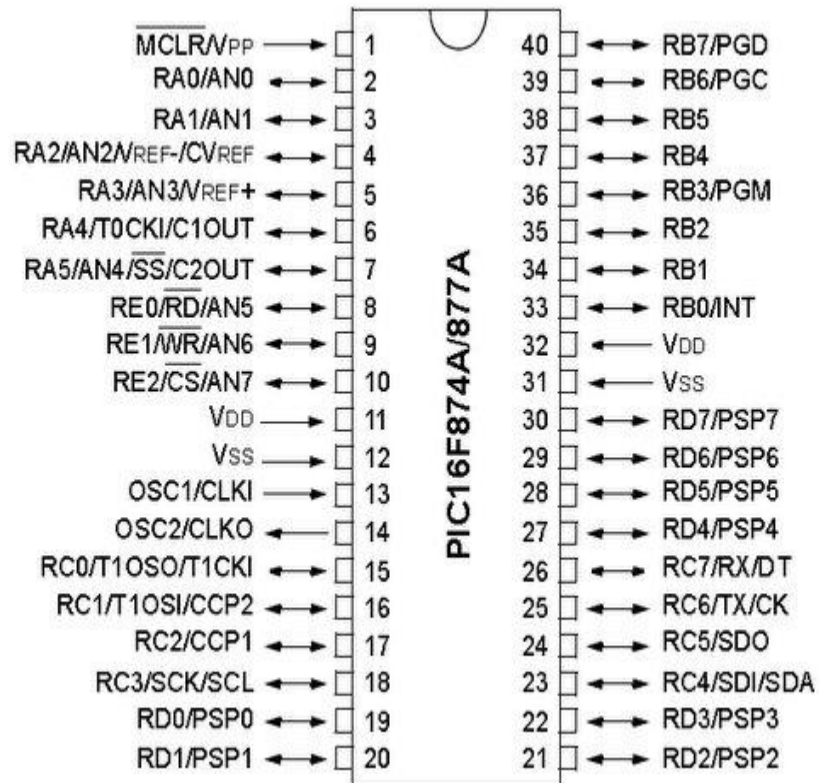 MCLR/VPP 1 40 RB7/PGD
RA0/AN0 2 39 RB6/PGC
RA1/AN1 3 38 RB5
RA2/AN2/VREF-/CVREF 4 37 RB4
RA3/AN3/VREF+ 5 36 RB3/PGM
RA4/T0CKI/C1OUT 6 35 RB2
RA5/AN4/SS/C2OUT 7 34 RB1
RE0/RD/AN5 8 33 RB0/INT
RE1/WR/AN6 9 32 VDD
RE2/CS/AN7 10 31 VSS
VDD 11 30 RD7/PSP7
VSS 12 29 RD6/PSP6
OSC1/CLKI 13 28 RD5/PSP5
OSC2/CLKO 14 27 RD4/PSP4
RC0/T1OSO/T1CKI 15 26 RC7/RX/DT
RC1/T1OSI/CCP2 16 25 RC6/TX/CK
RC2/CCP1 17 24 RC5/SDO
RC3/SCK/SCL 18 23 RC4/SDI/SDA
RD0/PSP0 19 22 RD3/PSP3
RD1/PSP1 20 21 RD2/PSP2
PIC16F874A/877A